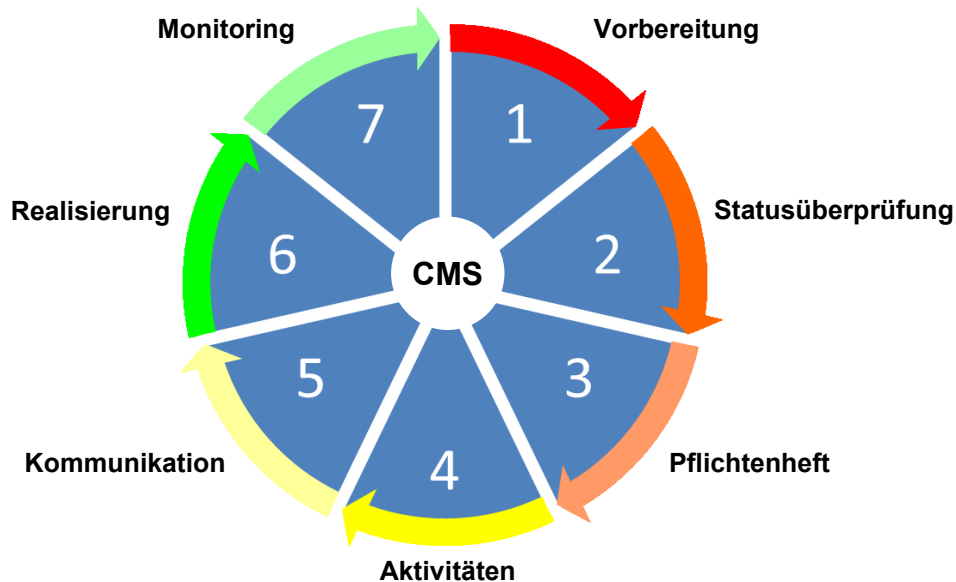 Monitoring
Vorbereitung
7
1
Realisierung
Statusüberprüfung
6
2
CMS
5
3
Kommunikation
Pflichtenheft
4
Aktivitäten